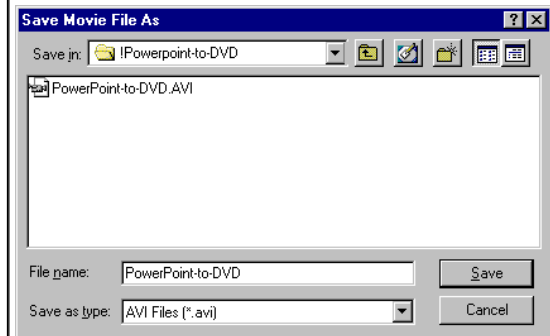 Save Movie File As
Save in: !Powerpoint-to-DVD
PowerPoint-to-DVD.AVI
File name: PowerPoint-to-DVD Save
Save as type: AVI Files (*.avi) Cancel